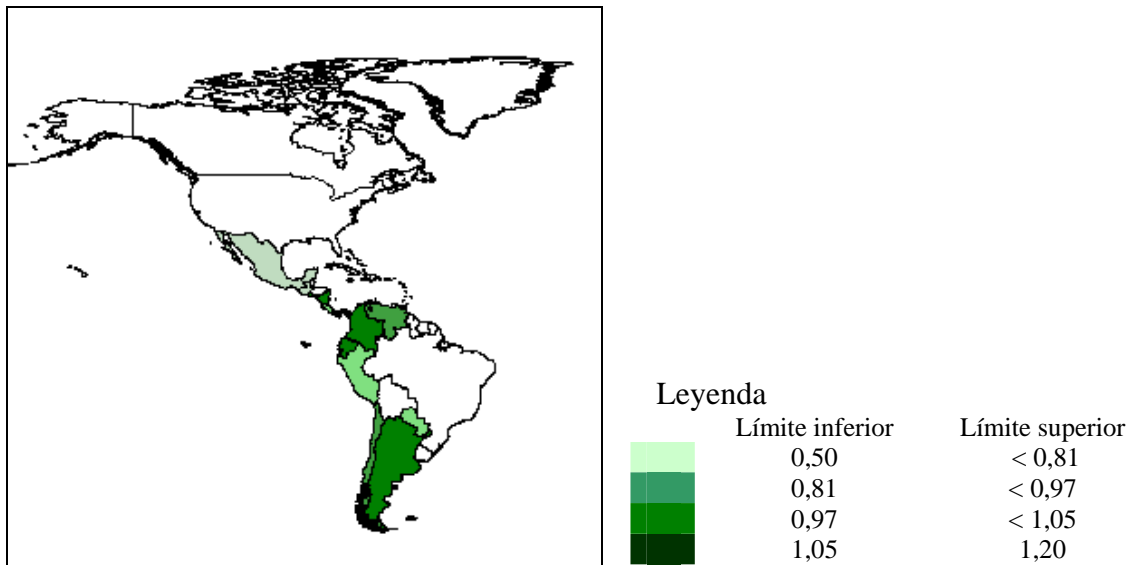 Leyenda
Límite inferior Límite superior
0,50 < 0,81
0,81 < 0,97
0,97 < 1,05
1,05 1,20